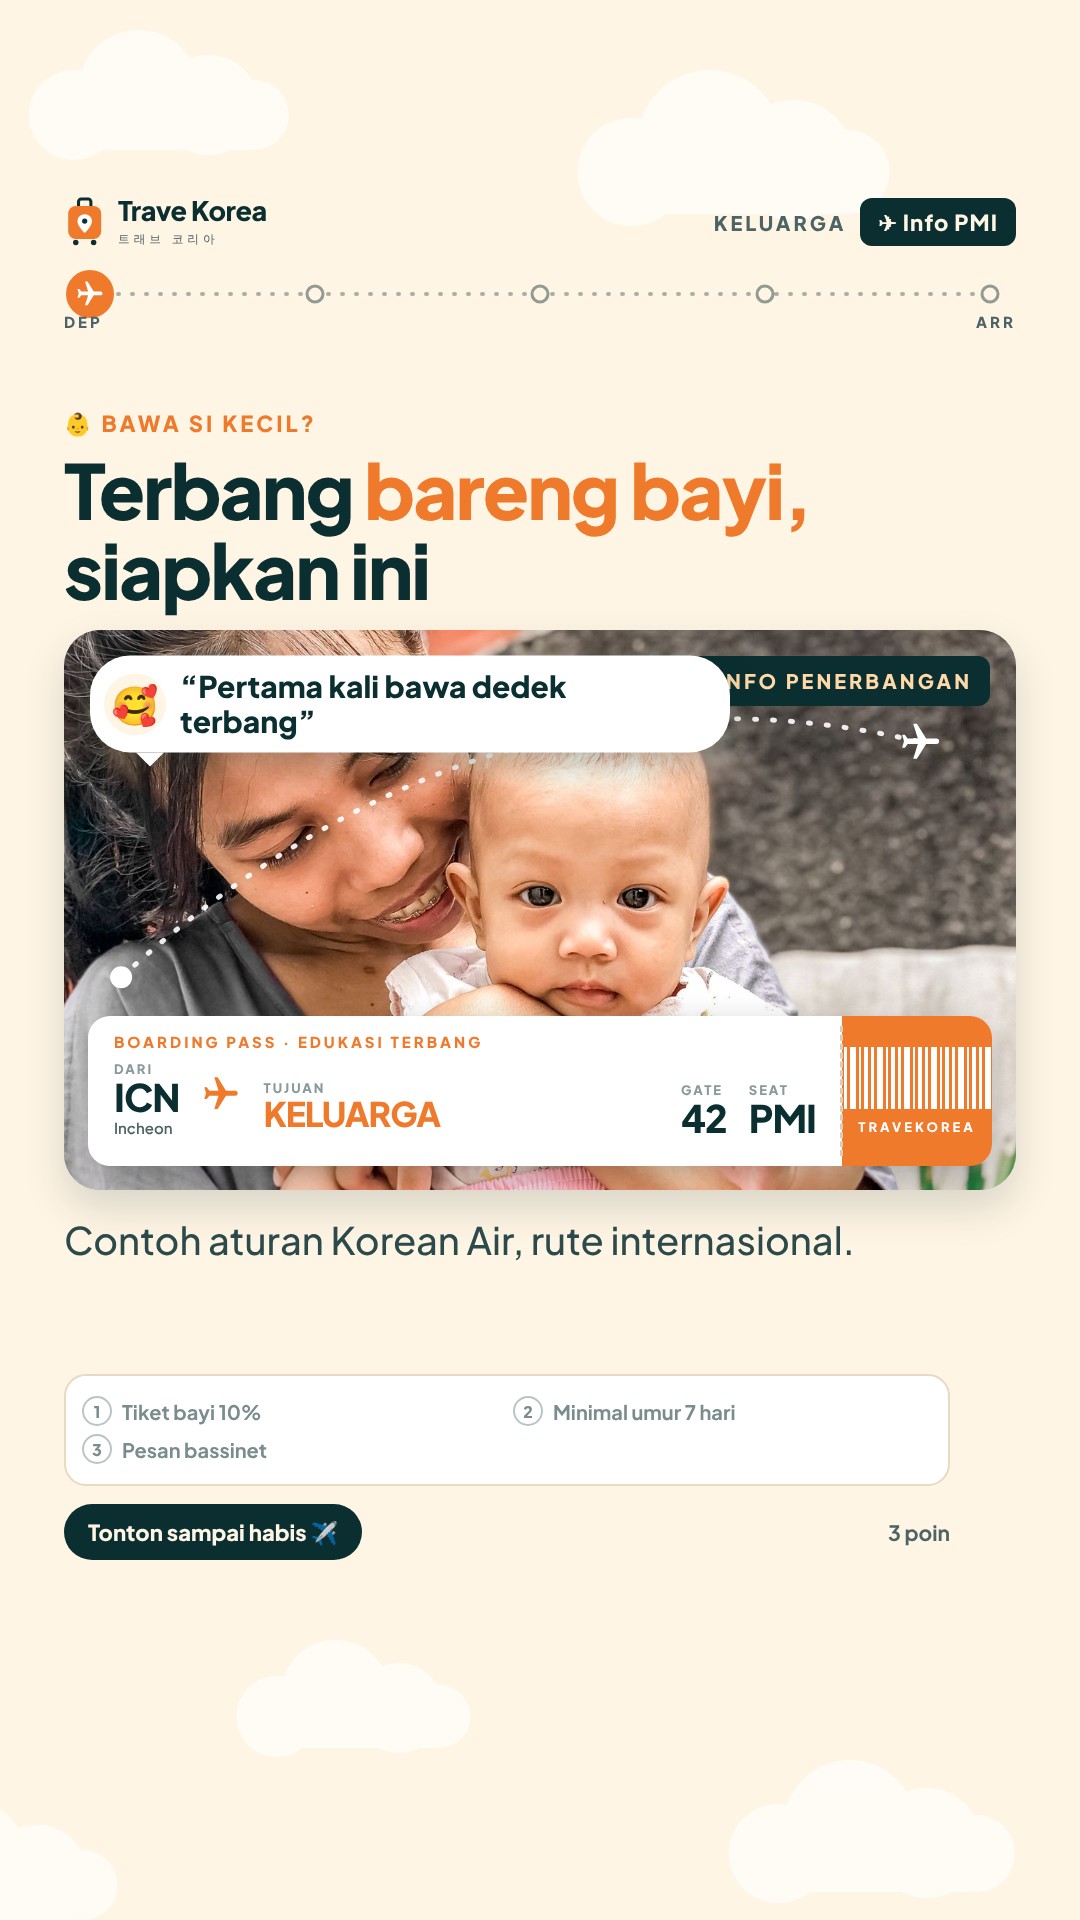 Trave Korea
트래브 코리아
KELUARGA
✈ Info PMI
DEP
ARR
👶 BAWA SI KECIL?
Terbang bareng bayi,
siapkan ini
🥰 “Pertama kali bawa dedek
terbang”
NFO PENERBANGAN
BOARDING PASS · EDUKASI TERBANG
DARI
ICN
Incheon
TUJUAN
KELUARGA
GATE
42
SEAT
PMI
TRAVEKOREA
Contoh aturan Korean Air, rute internasional.
1 Tiket bayi 10%
2 Minimal umur 7 hari
3 Pesan bassinet
Tonton sampai habis ✈️
3 poin